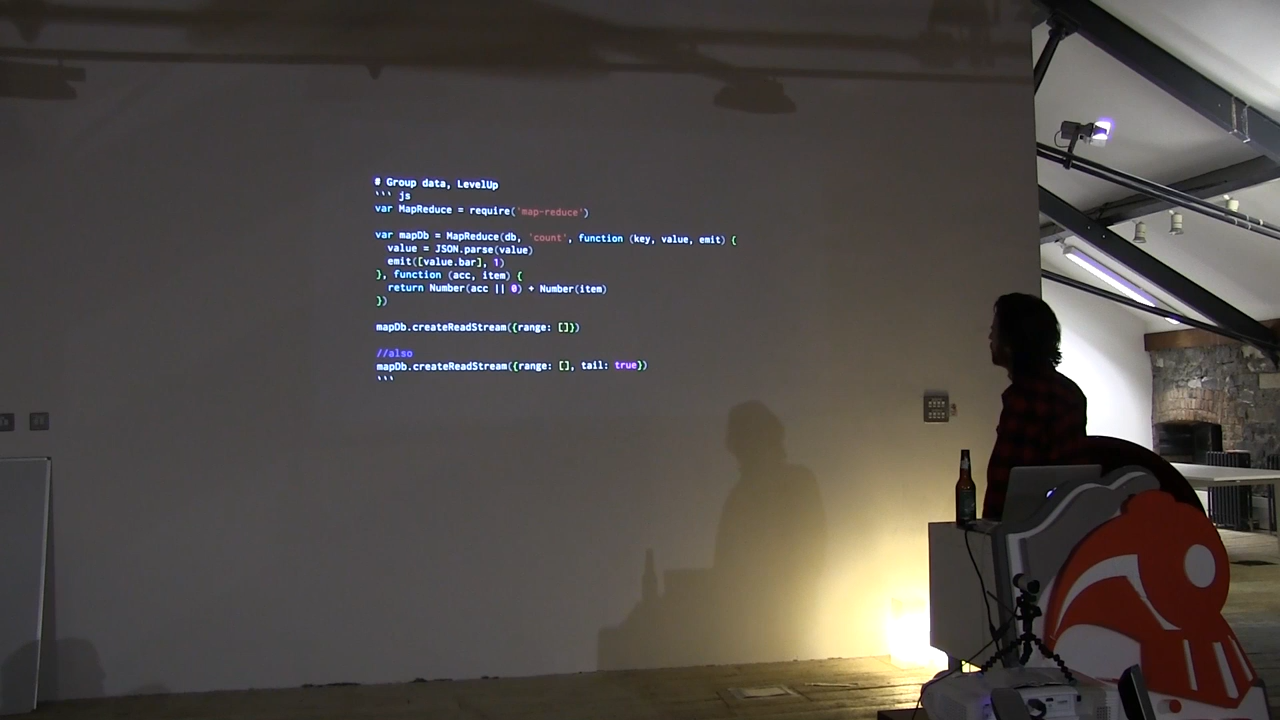 # Group data, LevelUp
``` js
var MapReduce = require('map-reduce')
var mapDb = MapReduce(db, 'count', function (key, value, emit) {
  value = JSON.parse(value)
  emit([value.bar], 1)
}, function (acc, item) {
  return Number(acc || 0) + Number(item)
})
mapDb.createReadStream({range: []})
//also
mapDb.createReadStream({range: [], tail: true})
```